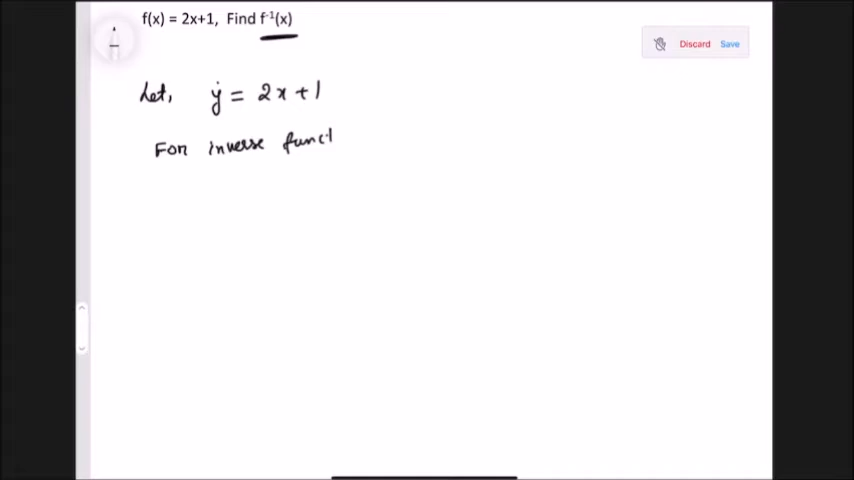 f(x) = 2x+1, Find f⁻¹(x)
Discard Save
Let, y = 2x+1
For inverse funct